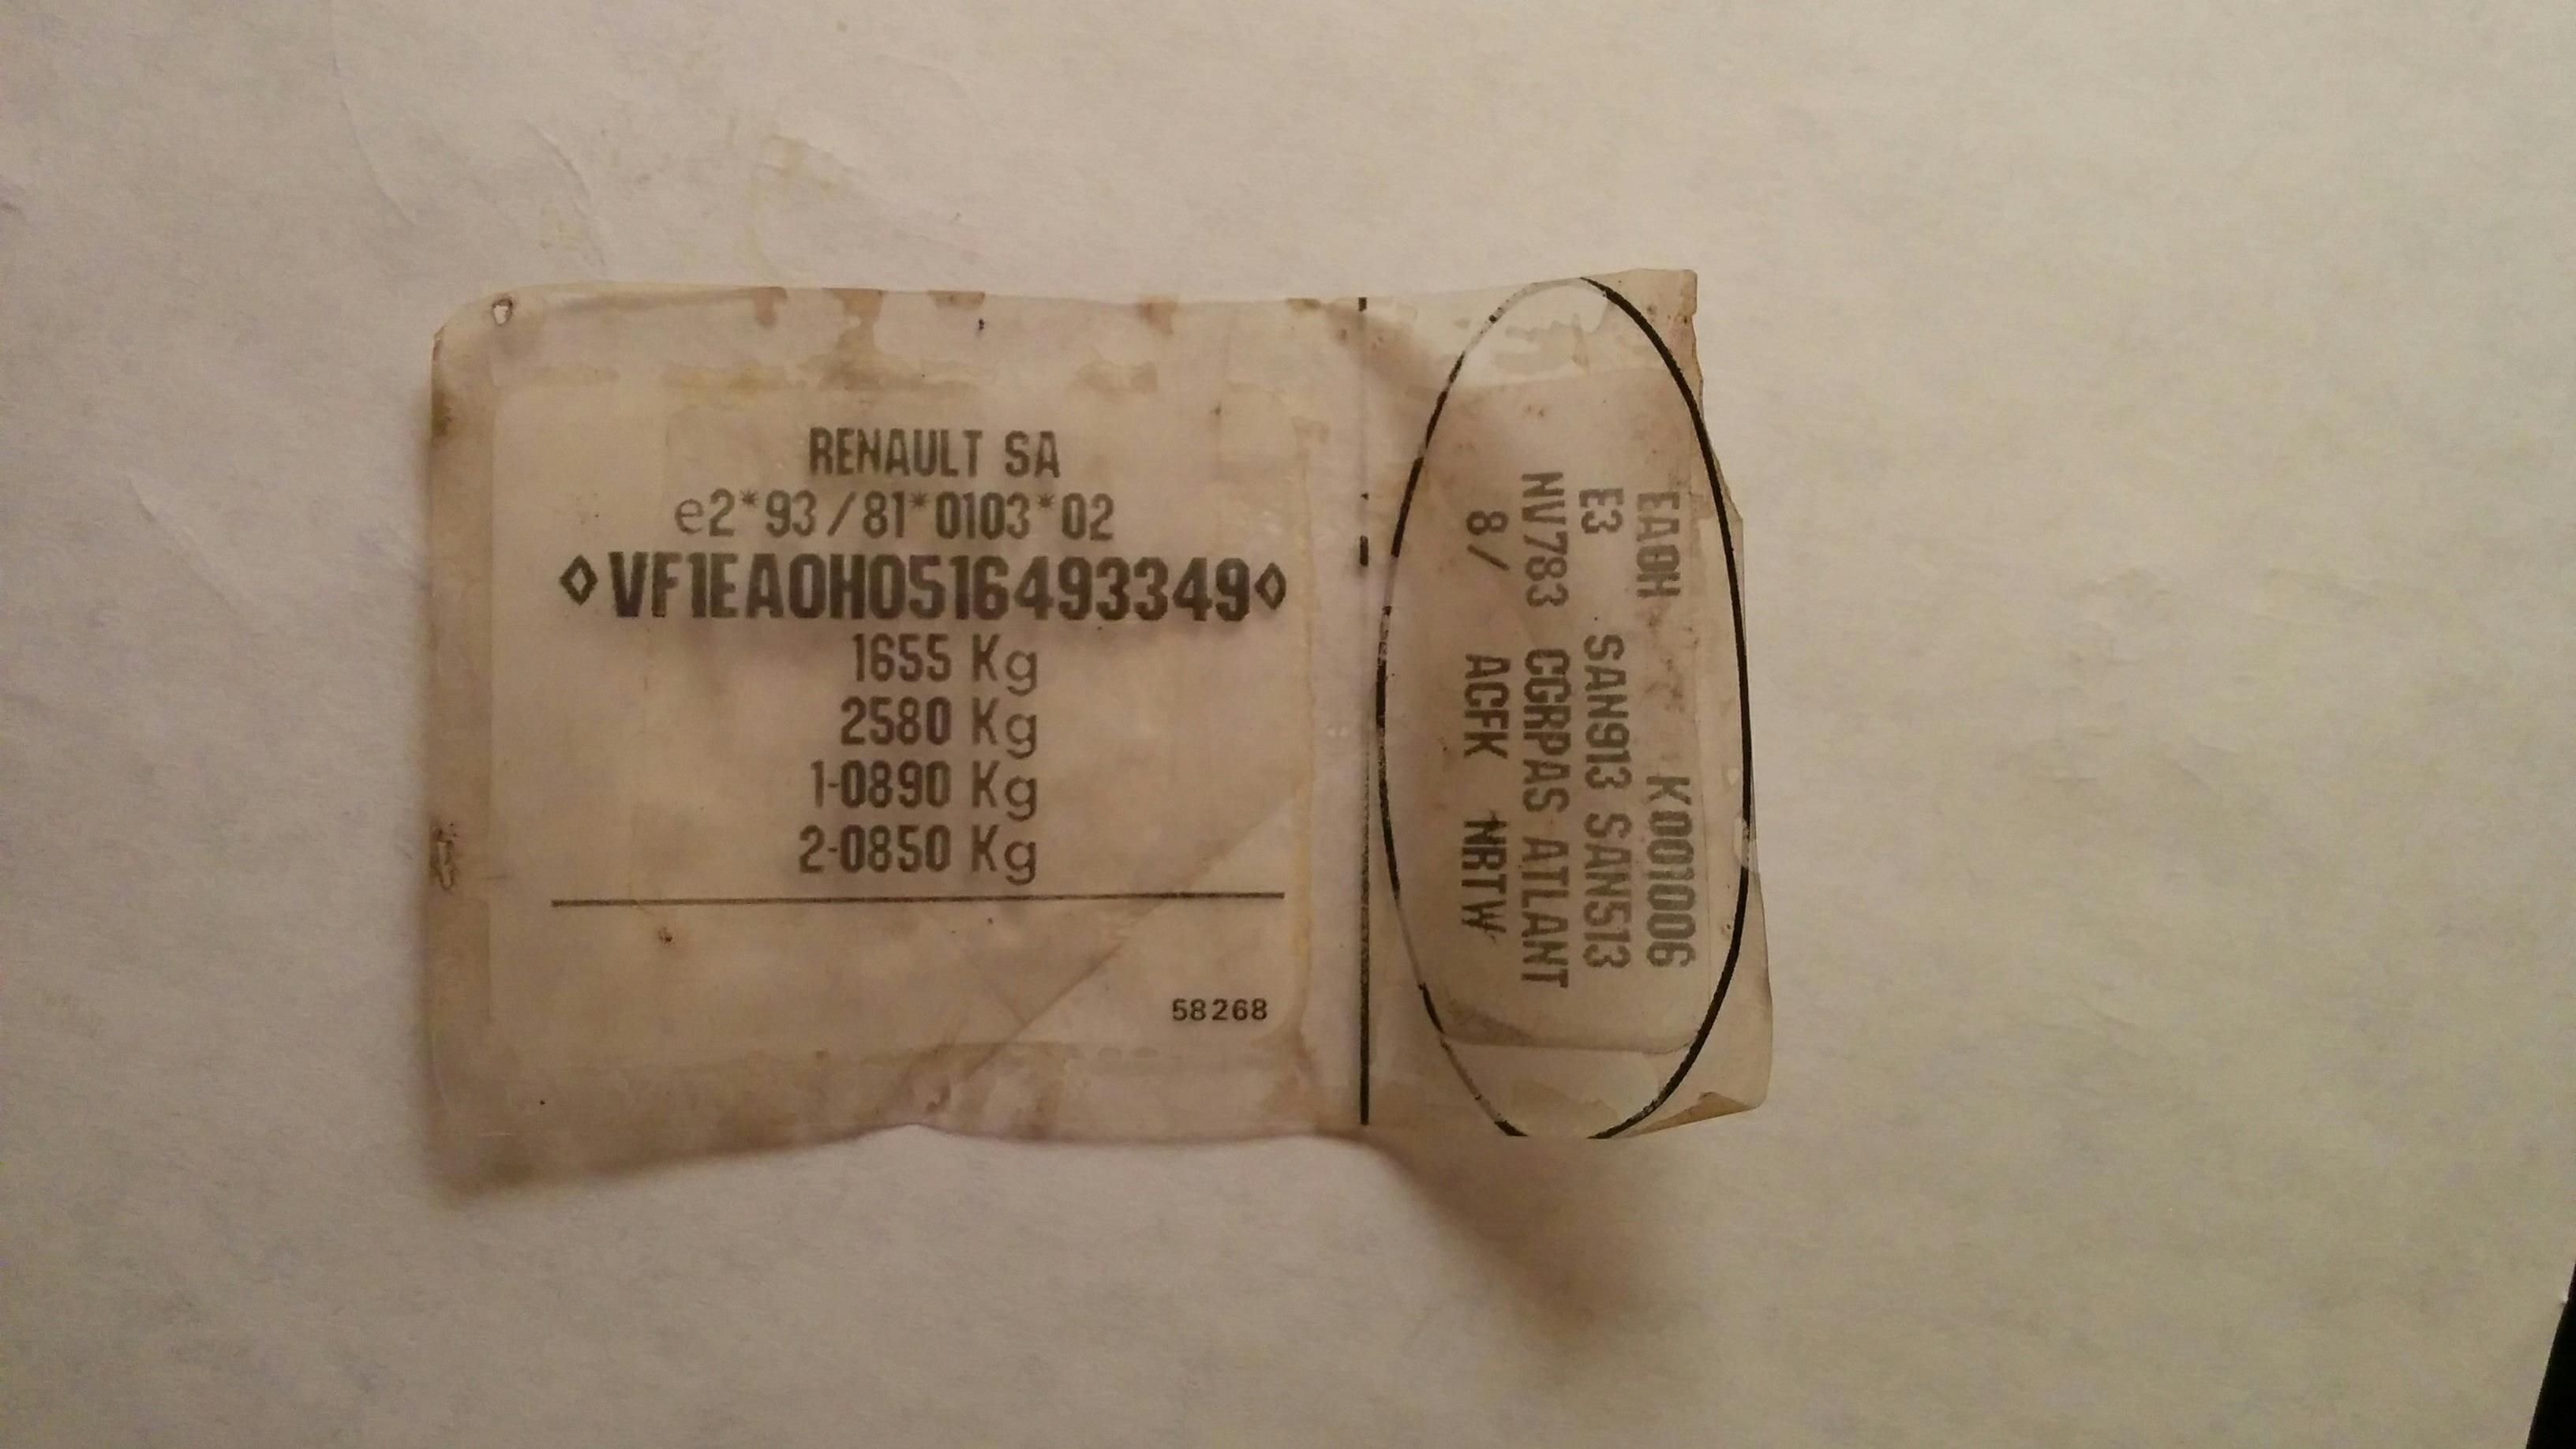 RENAULT SA
e2*93/81*0103*02
◊VF1EA0H0516493349◊
1655 Kg
2580 Kg
1-0890 Kg
2-0850 Kg
58268
EA0H K001006
E3 SAN913 SAN513
NV783 CGRPAS ATLANT
8/ ACFK NRTW